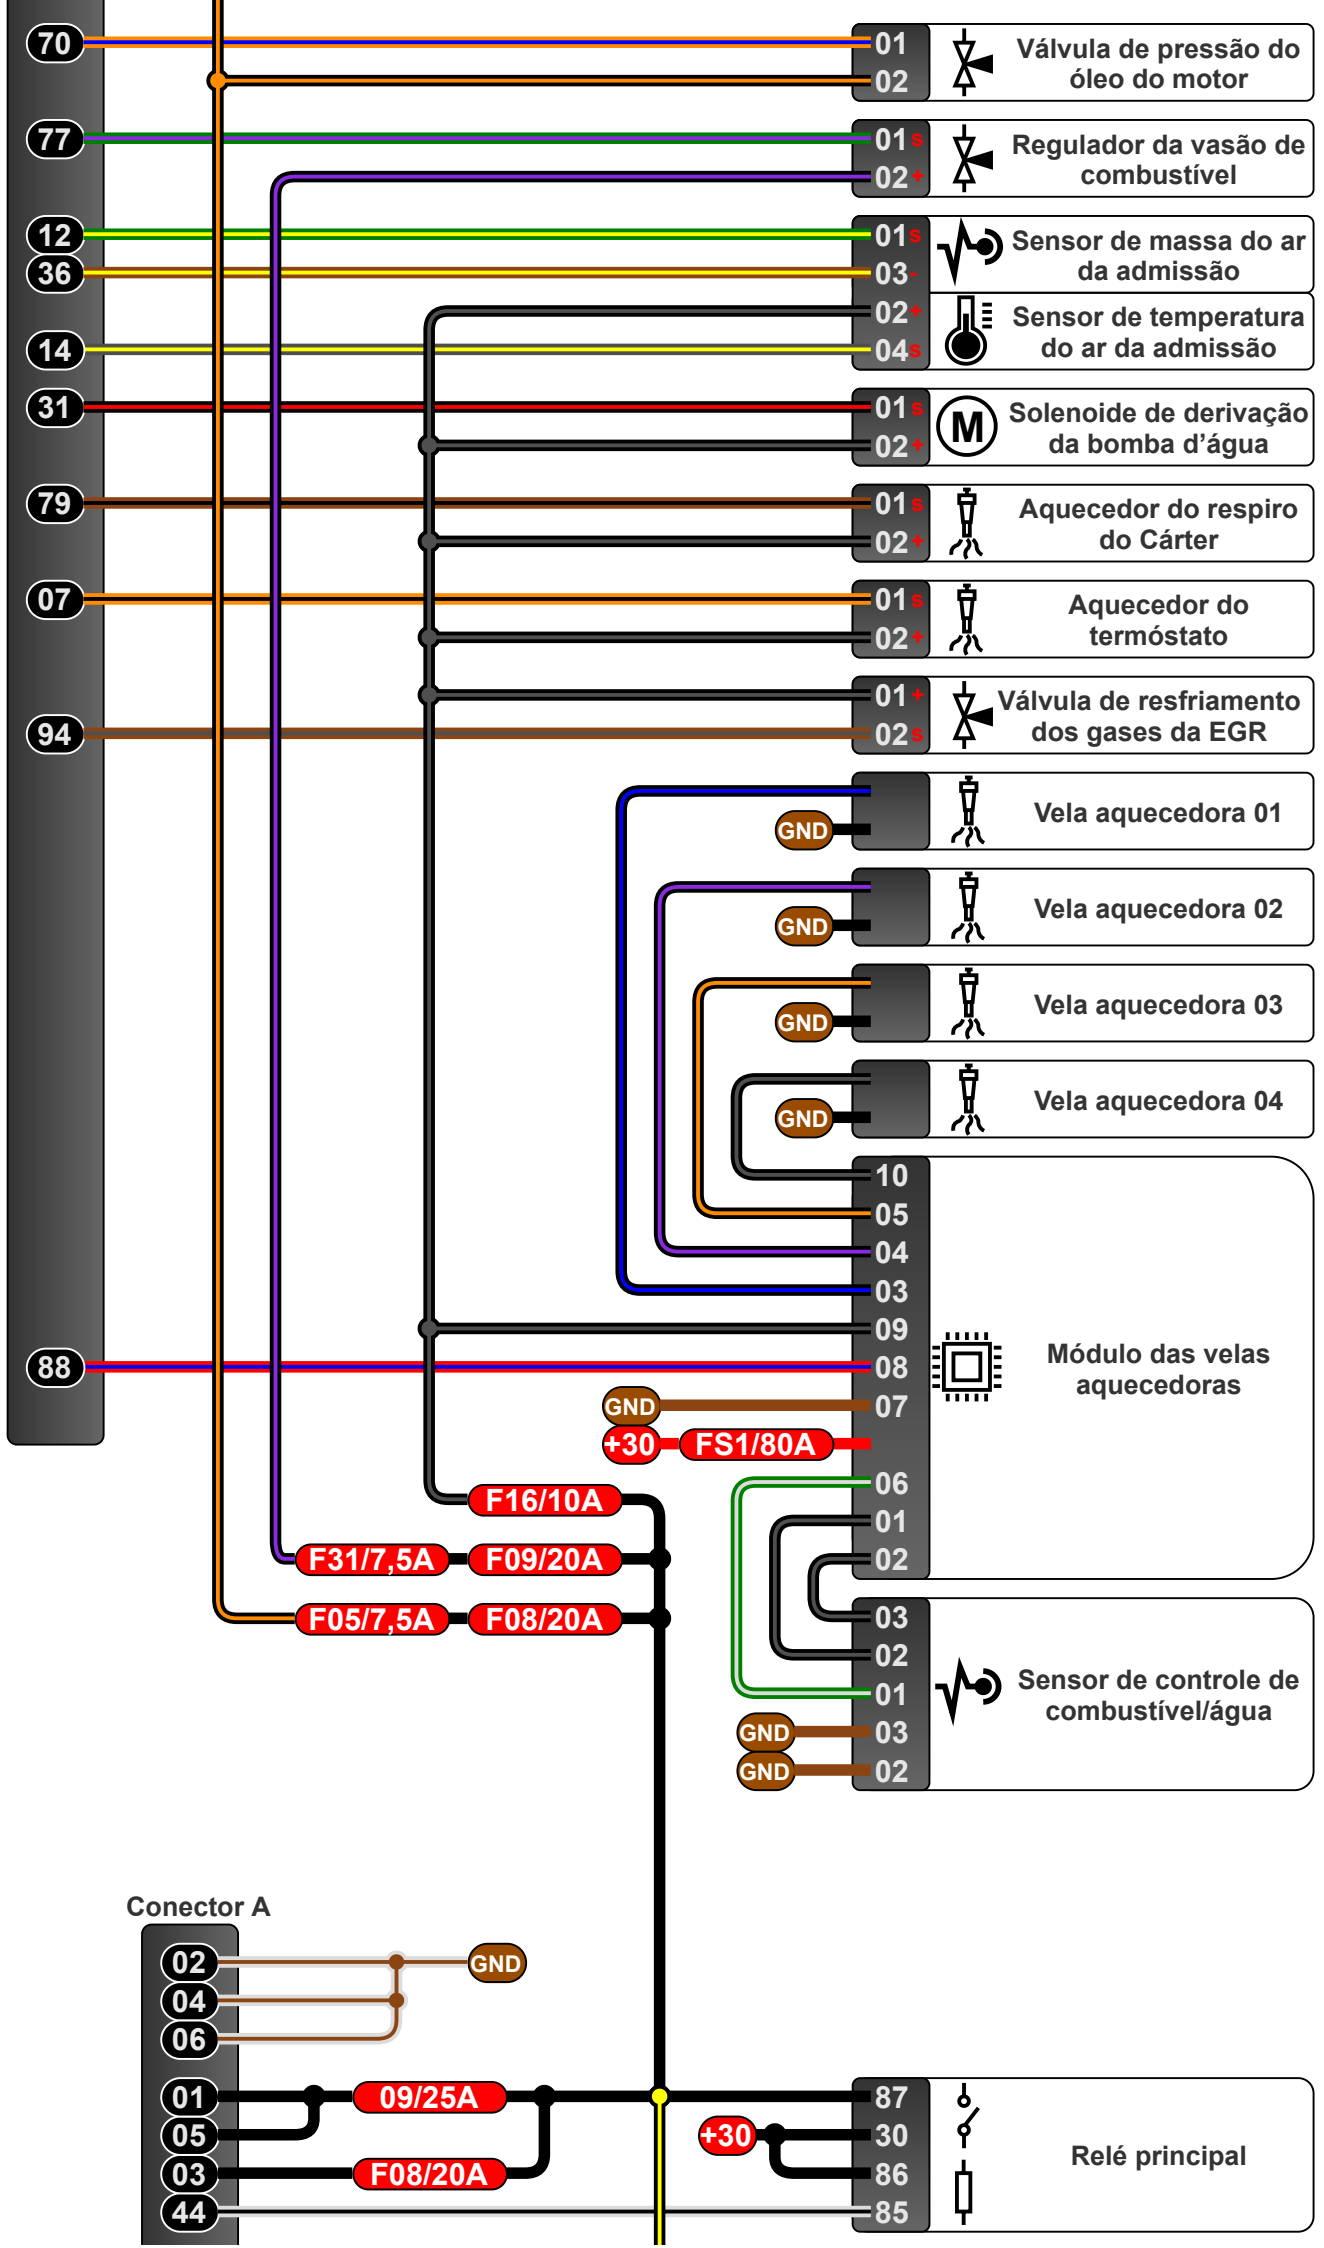 70
01
02
Válvula de pressão do
óleo do motor
77
01s
02+
Regulador da vasão de
combustível
12
36
01s
03-
Sensor de massa do ar
da admissão
14
02+
04s
Sensor de temperatura
do ar da admissão
31
01s
02+
M
Solenoide de derivação
da bomba d’água
79
01s
02+
Aquecedor do respiro
do Cárter
07
01s
02+
Aquecedor do
termóstato
94
01+
02s
Válvula de resfriamento
dos gases da EGR
GND
Vela aquecedora 01
GND
Vela aquecedora 02
GND
Vela aquecedora 03
GND
Vela aquecedora 04
10
05
04
03
09
88
08
GND
07
+30
FS1/80A
06
01
02
Módulo das velas
aquecedoras
F16/10A
F31/7,5A
F09/20A
F05/7,5A
F08/20A
03
02
01
GND
03
GND
02
Sensor de controle de
combustível/água
Conector A
02
GND
04
06
01
09/25A
05
03
F08/20A
44
87
+30
30
86
85
Relé principal